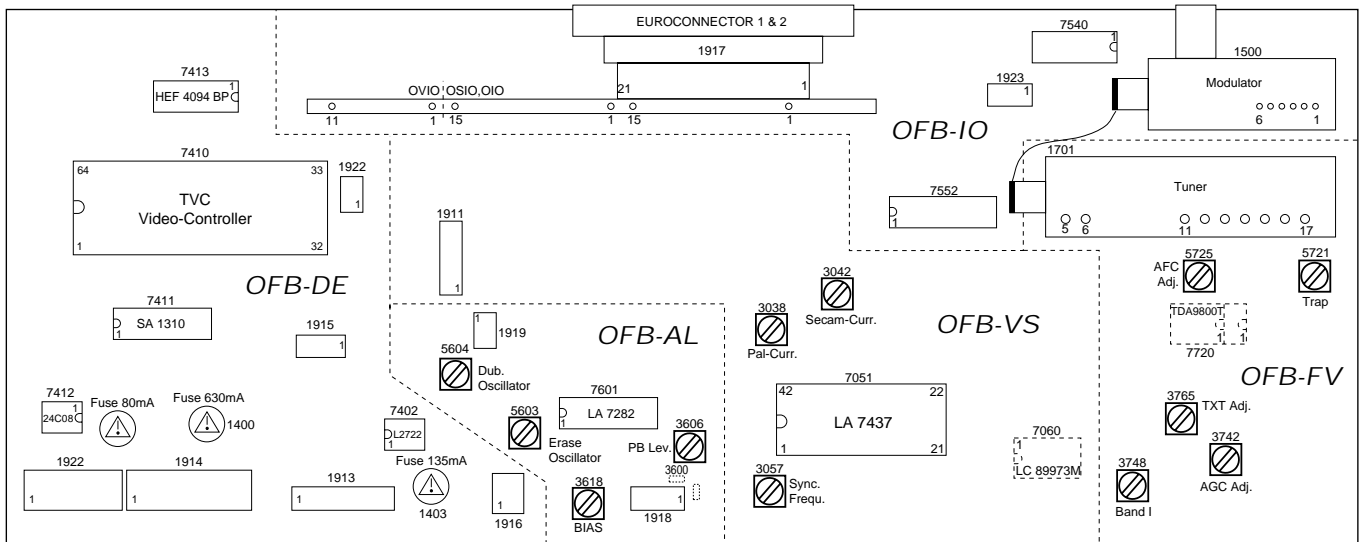 EUROCONNECTOR 1 & 2
1917
21 1
OVIO OSIO,OIO
11 1 15 1 15 1
7540
1
1923
1
1500
Modulator
6 1
OFB-IO
7413
1
HEF 4094 BP
7410
64 33
TVC
Video-Controller
1 32
1922
1
1911
1
7552
1
1701
Tuner
5 6 11 17
OFB-DE
7411
SA 1310
1
1915
1
7412
1
24C08
Fuse 80mA
Fuse 630mA
1400
1922
1
1914
1
1913
1
7402
L2722
1
Fuse 135mA
1403
1916
1
OFB-AL
1919
1
5604
Dub.
Oscillator
5603
Erase
Oscillator
7601
LA 7282
1
3606
PB Lev.
3600
3618
BIAS
1918
1
OFB-VS
3042
Secam-Curr.
3038
Pal-Curr.
7051
42 22
LA 7437
1 21
3057
Sync.
Frequ.
7060
1
LC 89973M
OFB-FV
5725
AFC
Adj.
5721
Trap
TDA9800T
1 1
7720
3765
TXT Adj.
3742
AGC Adj.
3748
Band I